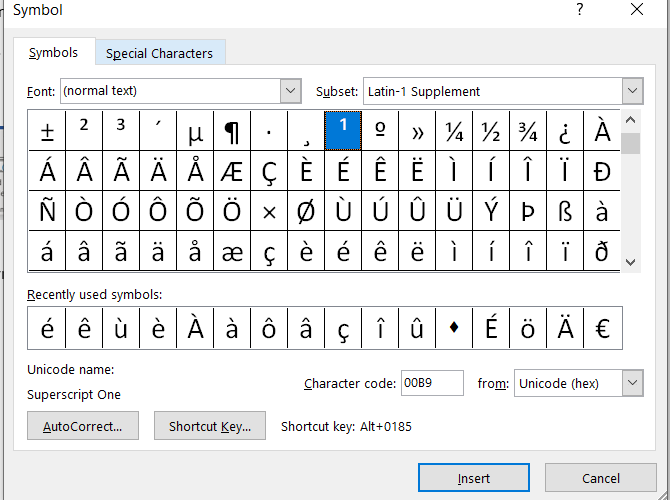 Symbol ? ×
Symbols Special Characters
Font: (normal text) Subset: Latin-1 Supplement
± ² ³ ´ µ ¶ · ¸ ¹ º » ¼ ½ ¾ ¿ À
Á Â Ã Ä Å Æ Ç È É Ê Ë Ì Í Î Ï Ð
Ñ Ò Ó Ô Õ Ö × Ø Ù Ú Û Ü Ý Þ ß à
á â ã ä å æ ç è é ê ë ì í î ï ð
Recently used symbols:
é ê ù è À à ô â ç î û ♦ É ö Ä €
Unicode name:
Superscript One
Character code: 00B9 from: Unicode (hex)
AutoCorrect... Shortcut Key... Shortcut key: Alt+0185
Insert Cancel